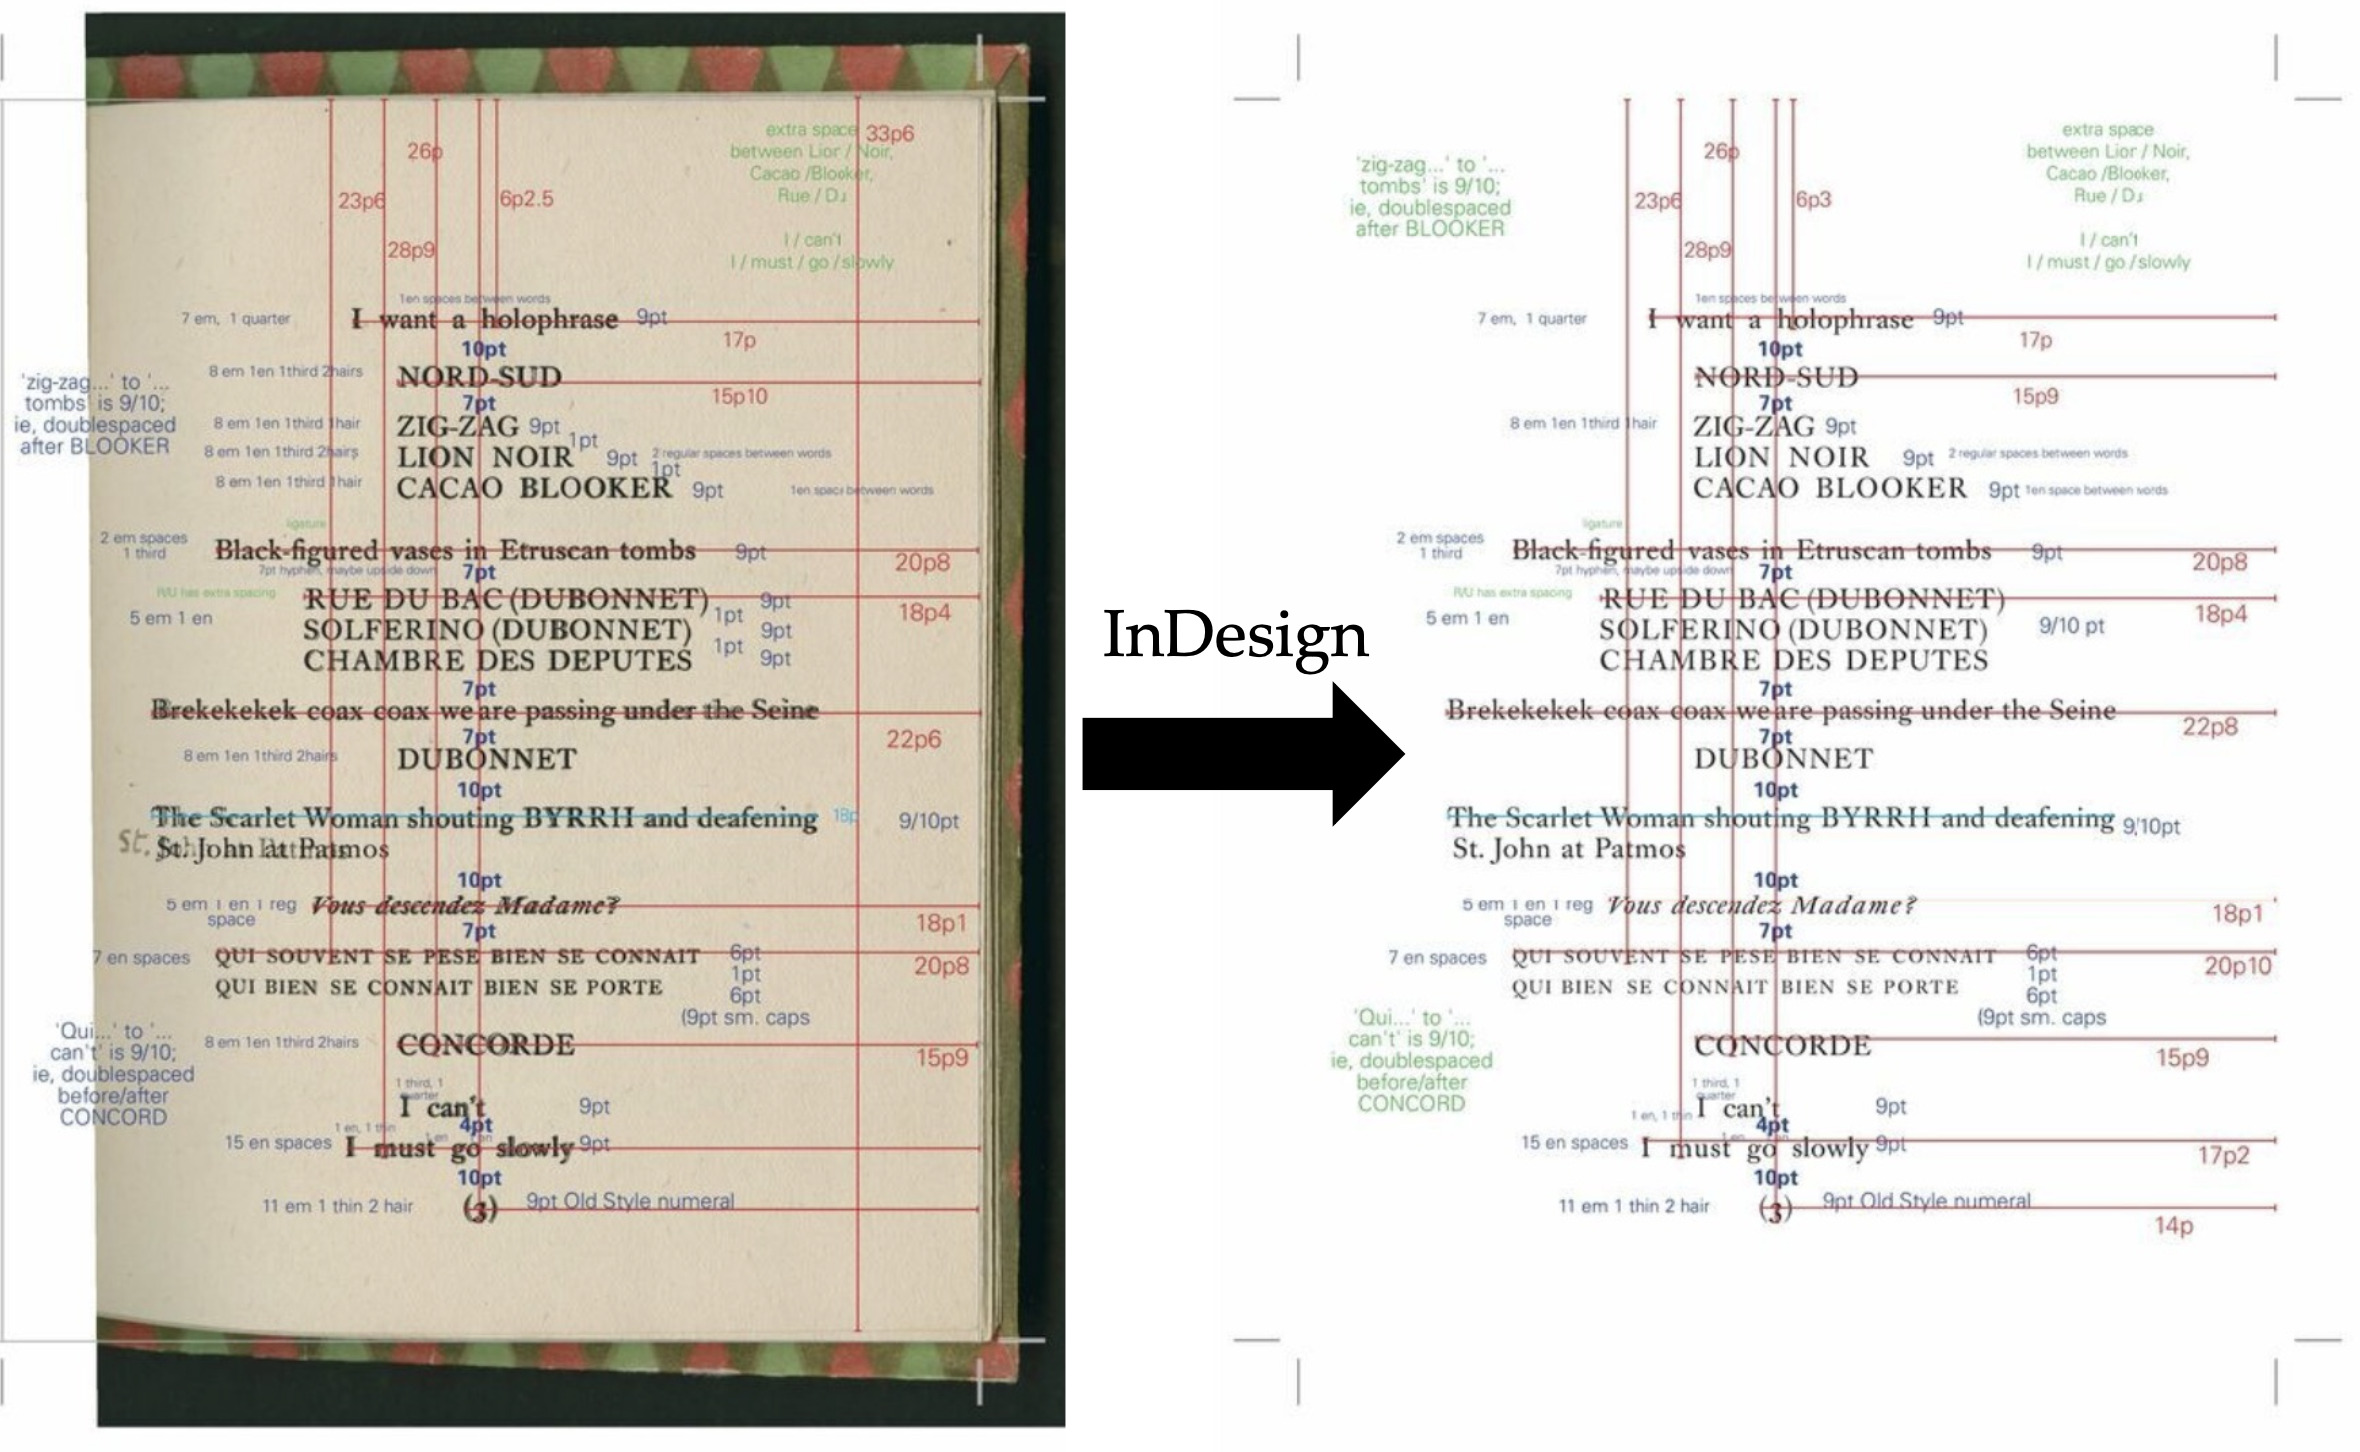 extra space 33p6
between Lior / Noir,
26p
Cacao /Blooker,
23p6
6p2.5
Rue / D
28p9
I / can't
I / must / go / slowly
1en spaces between words
7 em, 1 quarter
I want a holophrase 9pt
17p
10pt
8 em 1en 1third 2hairs
NORD-SUD
15p10
7pt
'zig-zag...' to '...
tombs' is 9/10;
ie, doublespaced
after BLOOKER
8 em 1en 1third 1hair
ZIG-ZAG 9pt
1pt
8 em 1en 1third 2hairs
LION NOIR 9pt 2 regular spaces between words
1pt
8 em 1en 1third 1hair
CACAO BLOOKER 9pt 1en space between words
ligature
2 em spaces
1 third
Black-figured vases in Etruscan tombs 9pt
20p8
7pt hyphen, maybe upside down
7pt
R/U has extra spacing
RUE DU BAC (DUBONNET) 9pt
18p4
1pt
5 em 1 en
SOLFERINO (DUBONNET) 9pt
1pt
CHAMBRE DES DEPUTES 9pt
7pt
Brekekekek coax coax we are passing under the Seine
22p6
7pt
8 em 1en 1third 2hairs
DUBONNET
10pt
The Scarlet Woman shouting BYRRH and deafening 18p 9/10pt
St. St. John at Patmos
10pt
5 em 1 en 1 reg
space
Vous descendez Madame?
18p1
7pt
7 en spaces
QUI SOUVENT SE PESE BIEN SE CONNAIT 6pt
20p8
1pt
QUI BIEN SE CONNAIT BIEN SE PORTE 6pt
(9pt sm. caps
'Qui...' to '...
can't' is 9/10;
ie, doublespaced
before/after
CONCORD
8 em 1en 1third 2hairs
CONCORDE
15p9
1 third, 1
quarter
I can't 9pt
4pt
1 en, 1 thin
1 en
15 en spaces
I must go slowly 9pt
10pt
11 em 1 thin 2 hair
(3) 9pt Old Style numeral
InDesign
extra space
between Lior / Noir,
26p
'zig-zag...' to '...
tombs' is 9/10;
ie, doublespaced
after BLOOKER
Cacao /Blooker,
23p6
6p3
Rue / D
28p9
I / can't
I / must / go /slowly
1en spaces between words
7 em, 1 quarter
I want a holophrase 9pt
17p
10pt
NORD-SUD
15p9
7pt
8 em 1en 1third 1hair
ZIG-ZAG 9pt
LION NOIR 9pt 2 regular spaces between words
CACAO BLOOKER 9pt 1en space between words
ligature
2 em spaces
1 third
Black-figured vases in Etruscan tombs 9pt
20p8
7pt hyphen, maybe upside down
7pt
R/U has extra spacing
RUE DU BAC (DUBONNET)
18p4
5 em 1 en
SOLFERINO (DUBONNET) 9/10 pt
CHAMBRE DES DEPUTES
7pt
Brekekekek coax coax we are passing under the Seine
22p8
7pt
DUBONNET
10pt
The Scarlet Woman shouting BYRRH and deafening 9/10pt
St. John at Patmos
10pt
5 em 1 en 1 reg
space
Vous descendez Madame?
18p1
7pt
7 en spaces
QUI SOUVENT SE PESE BIEN SE CONNAIT 6pt
20p10
1pt
QUI BIEN SE CONNAIT BIEN SE PORTE 6pt
(9pt sm. caps
'Qui...' to '...
can't' is 9/10;
ie, doublespaced
before/after
CONCORD
CONCORDE
15p9
1 third, 1
quarter
1 en, 1 thin
I can't 9pt
4pt
1 en
15 en spaces
I must go slowly 9pt
17p2
10pt
11 em 1 thin 2 hair
(3) 9pt Old Style numeral
14p